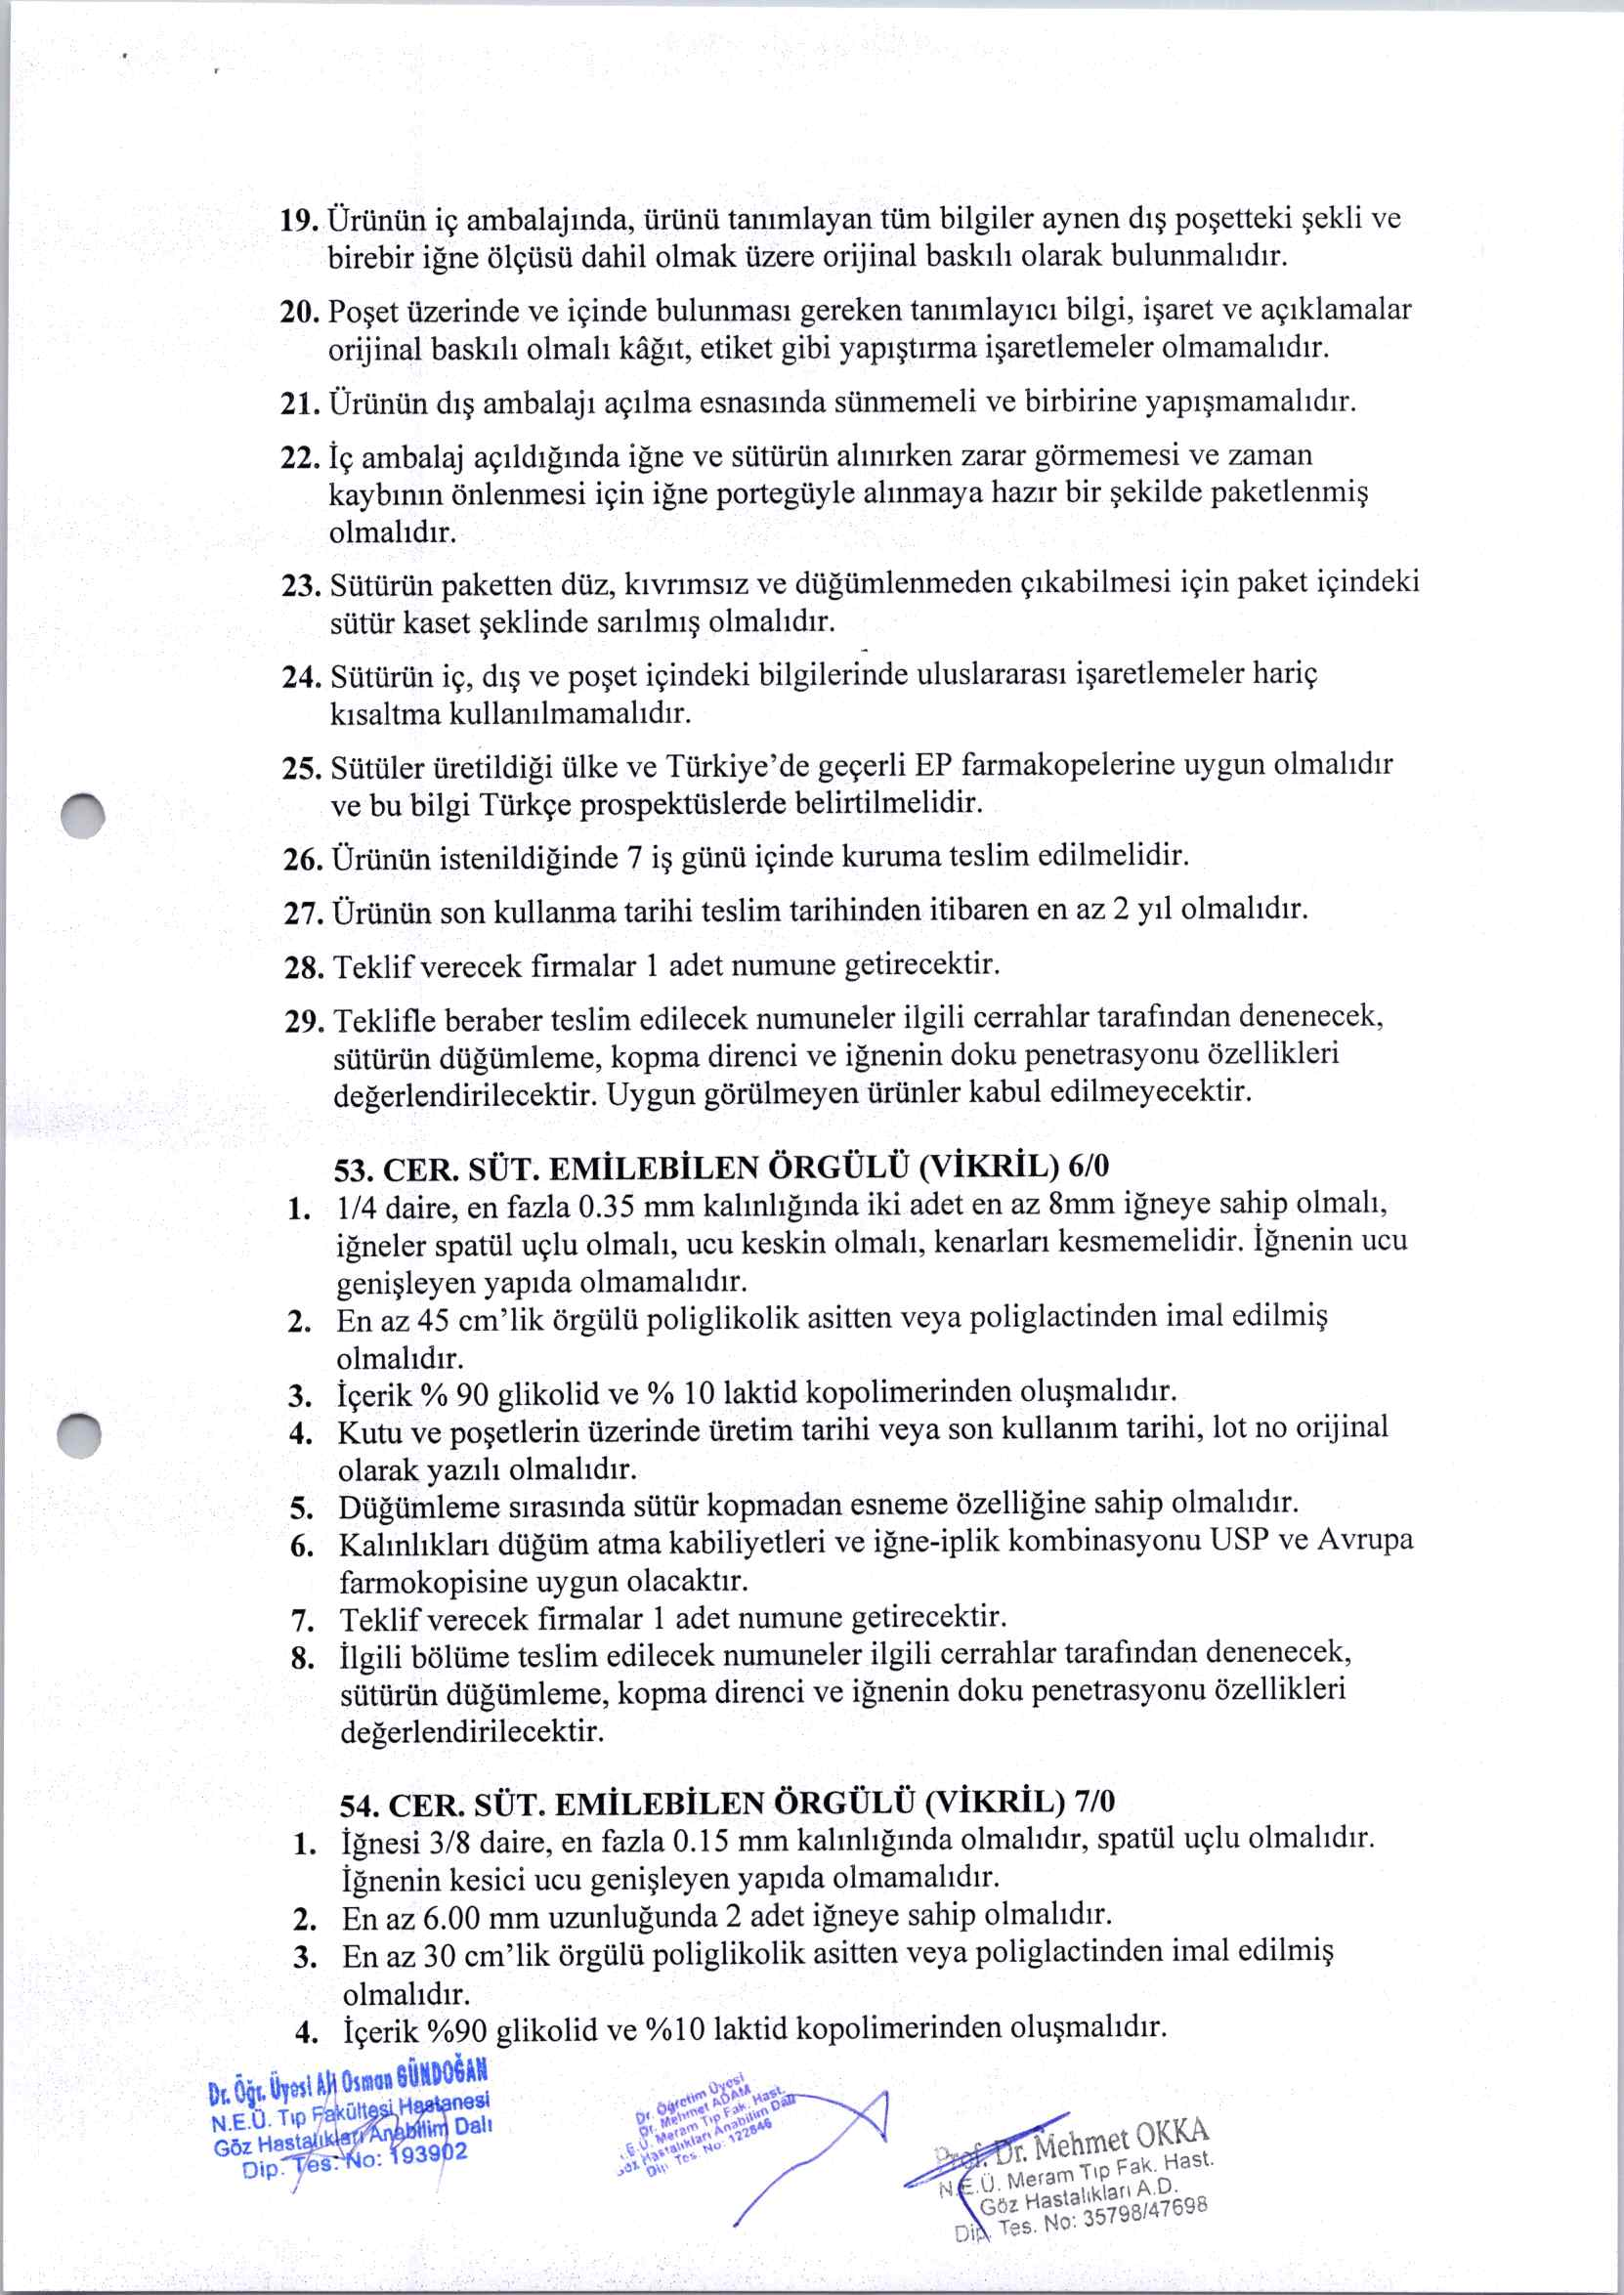 19. Ürünün iç ambalajında, ürünü tanımlayan tüm bilgiler aynen dış poşetteki şekli ve
birebir iğne ölçüsü dahil olmak üzere orijinal baskılı olarak bulunmalıdır.
20. Poşet üzerinde ve içinde bulunması gereken tanımlayıcı bilgi, işaret ve açıklamalar
orijinal baskılı olmalı kâğıt, etiket gibi yapıştırma işaretlemeler olmamalıdır.
21. Ürünün dış ambalajı açılma esnasında sünmemeli ve birbirine yapışmamalıdır.
22. İç ambalaj açıldığında iğne ve sütürün alınırken zarar görmemesi ve zaman
kaybının önlenmesi için iğne portegüyle alınmaya hazır bir şekilde paketlenmiş
olmalıdır.
23. Sütürün paketten düz, kıvrımsız ve düğümlenmeden çıkabilmesi için paket içindeki
sütür kaset şeklinde sarılmış olmalıdır.
24. Sütürün iç, dış ve poşet içindeki bilgilerinde uluslararası işaretlemeler hariç
kısaltma kullanılmamalıdır.
25. Sütüler üretildiği ülke ve Türkiye’de geçerli EP farmakopelerine uygun olmalıdır
ve bu bilgi Türkçe prospektüslerde belirtilmelidir.
26. Ürünün istenildiğinde 7 iş günü içinde kuruma teslim edilmelidir.
27. Ürünün son kullanma tarihi teslim tarihinden itibaren en az 2 yıl olmalıdır.
28. Teklif verecek firmalar 1 adet numune getirecektir.
29. Teklifle beraber teslim edilecek numuneler ilgili cerrahlar tarafından denenecek,
sütürün düğümleme, kopma direnci ve iğnenin doku penetrasyonu özellikleri
değerlendirilecektir. Uygun görülmeyen ürünler kabul edilmeyecektir.
53. CER. SÜT. EMİLEBİLEN ÖRGÜLÜ (VİKRİL) 6/0
1. 1/4 daire, en fazla 0.35 mm kalınlığında iki adet en az 8mm iğneye sahip olmalı,
iğneler spatül uçlu olmalı, ucu keskin olmalı, kenarları kesmemelidir. İğnenin ucu
genişleyen yapıda olmamalıdır.
2. En az 45 cm’lik örgülü poliglikolik asitten veya poliglactinden imal edilmiş
olmalıdır.
3. İçerik % 90 glikolid ve % 10 laktid kopolimerinden oluşmalıdır.
4. Kutu ve poşetlerin üzerinde üretim tarihi veya son kullanım tarihi, lot no orijinal
olarak yazılı olmalıdır.
5. Düğümleme sırasında sütür kopmadan esneme özelliğine sahip olmalıdır.
6. Kalınlıkları düğüm atma kabiliyetleri ve iğne-iplik kombinasyonu USP ve Avrupa
farmokopisine uygun olacaktır.
7. Teklif verecek firmalar 1 adet numune getirecektir.
8. İlgili bölüme teslim edilecek numuneler ilgili cerrahlar tarafından denenecek,
sütürün düğümleme, kopma direnci ve iğnenin doku penetrasyonu özellikleri
değerlendirilecektir.
54. CER. SÜT. EMİLEBİLEN ÖRGÜLÜ (VİKRİL) 7/0
1. İğnesi 3/8 daire, en fazla 0.15 mm kalınlığında olmalıdır, spatül uçlu olmalıdır.
İğnenin kesici ucu genişleyen yapıda olmamalıdır.
2. En az 6.00 mm uzunluğunda 2 adet iğneye sahip olmalıdır.
3. En az 30 cm’lik örgülü poliglikolik asitten veya poliglactinden imal edilmiş
olmalıdır.
4. İçerik %90 glikolid ve %10 laktid kopolimerinden oluşmalıdır.
Dr. Öğr. Üyesi Ali Osman GÜNDOĞAN
N.E.Ü. Tıp Fakültesi Hastanesi
Göz Hastalıkları Anabilim Dalı
Dip. Tes. No: 193902
Dr. Öğretim Üyesi
Dr. Mehmet ADAM
.E.Ü. Meram Tıp Fak. Hast.
Göz Hastalıkları Anabilim Dalı
Dip. Tes. No: 122846
Prof. Dr. Mehmet OKKA
N.E.Ü. Meram Tıp Fak. Hast.
Göz Hastalıkları A.D.
Dip. Tes. No: 35798/47698